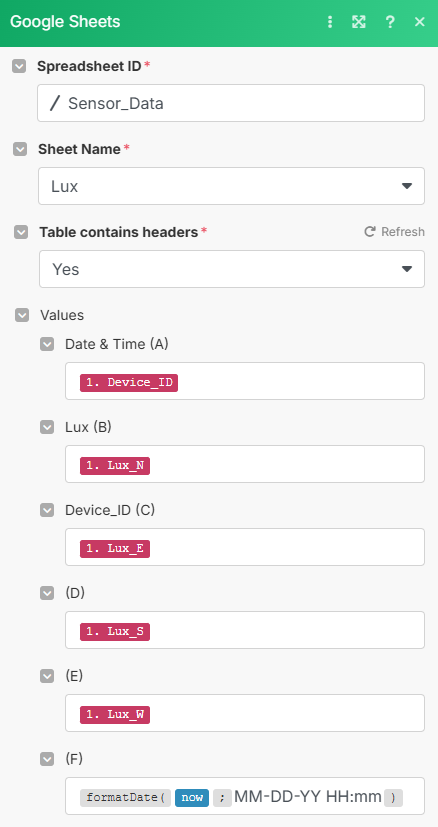 Google Sheets
Spreadsheet ID*
/ Sensor_Data
Sheet Name*
Lux
Table contains headers* Refresh
Yes
Values
Date & Time (A)
1. Device_ID
Lux (B)
1. Lux_N
Device_ID (C)
1. Lux_E
(D)
1. Lux_S
(E)
1. Lux_W
(F)
formatDate( now ; MM-DD-YY HH:mm )